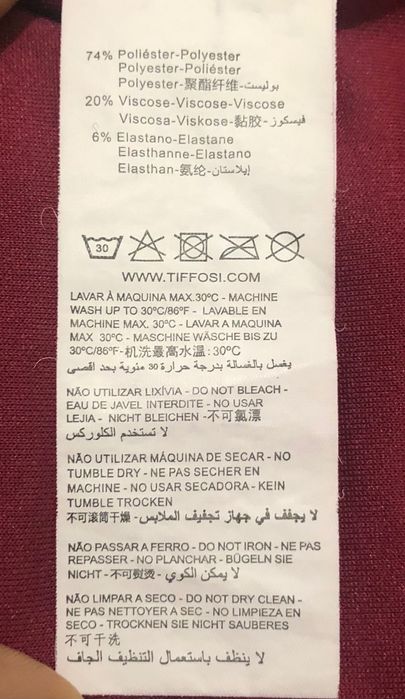 74% Poliéster-Polyester
Polyester-Poliéster
Polyester-聚酯纤维-بوليست
20% Viscose-Viscose-Viscose
Viscosa-Viskose-黏胶-فيسكوز
6% Elastano-Elastane
Elasthanne-Elastano
Elasthan-氨纶-إيلاستان
30
WWW.TIFFOSI.COM
LAVAR À MAQUINA MAX.30ºC - MACHINE
WASH UP TO 30ºC/86ºF - LAVABLE EN
MACHINE MAX. 30ºC - LAVAR A MAQUINA
MAX 30ºC - MASCHINE WÄSCHE BIS ZU
30ºC/86ºF-机洗最高水温:30ºC
يغسل بالغسالة بدرجة حرارة 30 مئوية بحد اقصى
NÃO UTILIZAR LIXÍVIA - DO NOT BLEACH -
EAU DE JAVEL INTERDITE - NO USAR
LEJIA - NICHT BLEICHEN -不可氯漂
لا تستخدم الكلوركس
NÃO UTILIZAR MÁQUINA DE SECAR - NO
TUMBLE DRY - NE PAS SECHER EN
MACHINE - NO USAR SECADORA - KEIN
TUMBLE TROCKEN
不可滚筒干燥 - لا يجفف في جهاز تجفيف الملابس
NÃO PASSAR A FERRO - DO NOT IRON - NE PAS
REPASSER - NO PLANCHAR - BÜGELN SIE
NICHT -不可熨烫 - لا يمكن الكوي
NÃO LIMPAR A SECO - DO NOT DRY CLEAN -
NE PAS NETTOYER A SEC - NO LIMPIEZA EN
SECO - TROCKNEN SIE NICHT SAUBERES
不可干洗
لا ينظف باستعمال التنظيف الجاف